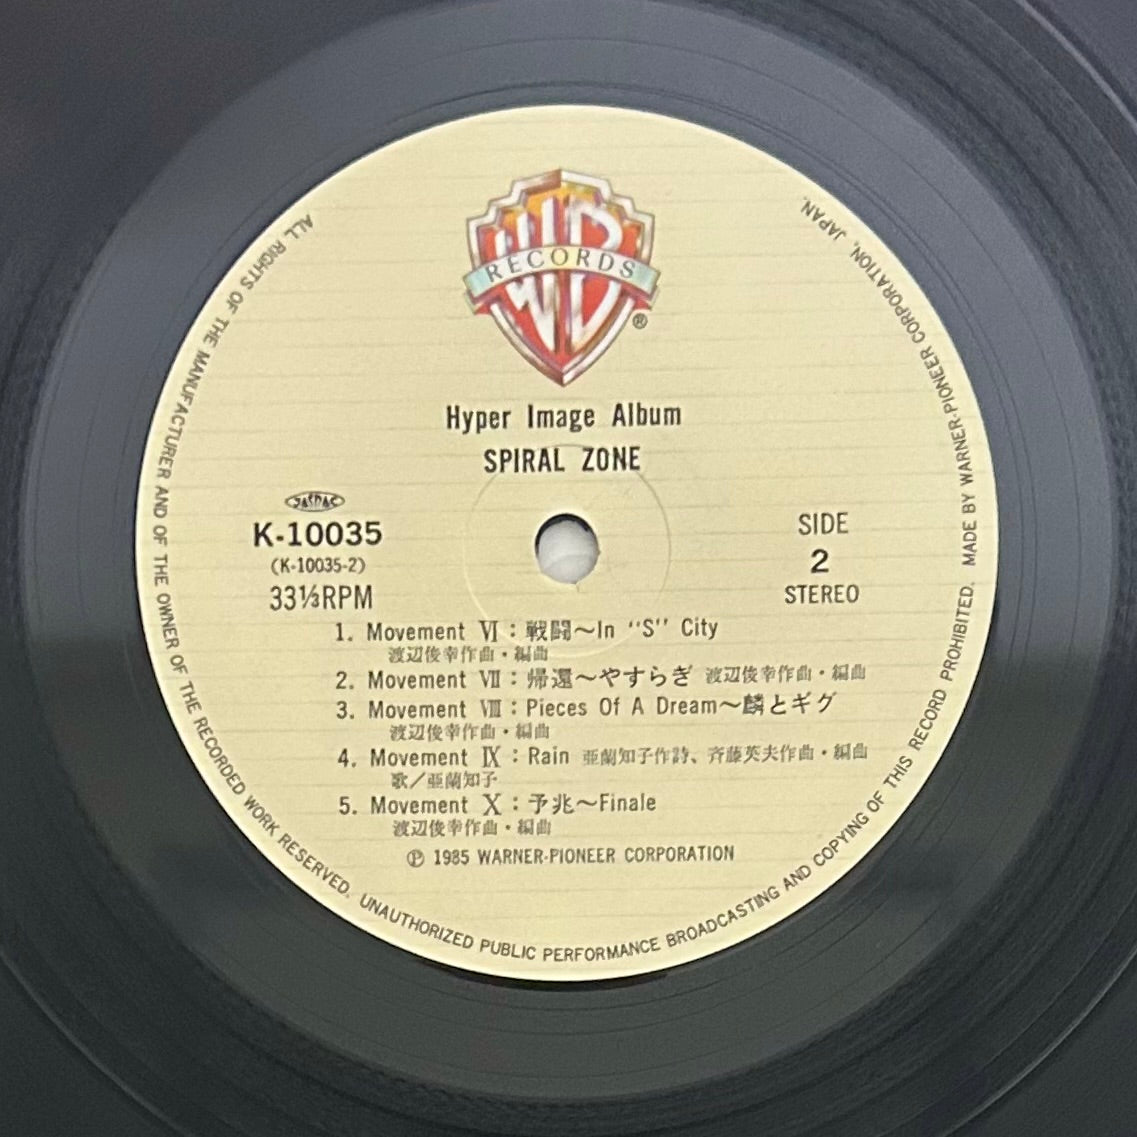 WB
RECORDS
®
Hyper Image Album
SPIRAL ZONE
JASRAC
K-10035
(K-10035-2)
33⅓RPM
SIDE
2
STEREO
1. Movement Ⅵ：戦闘〜In "S" City
渡辺俊幸作曲・編曲
2. Movement Ⅶ：帰還〜やすらぎ 渡辺俊幸作曲・編曲
3. Movement Ⅷ：Pieces Of A Dream〜麟とギグ
渡辺俊幸作曲・編曲
4. Movement Ⅸ：Rain 亜蘭知子作詩、斉藤英夫作曲・編曲
歌／亜蘭知子
5. Movement Ⅹ：予兆〜Finale
渡辺俊幸作曲・編曲
℗ 1985 WARNER-PIONEER CORPORATION
ALL RIGHTS OF THE MANUFACTURER AND OF THE OWNER OF THE RECORDED WORK RESERVED. UNAUTHORIZED PUBLIC PERFORMANCE BROADCASTING AND COPYING OF THIS RECORD PROHIBITED. MADE BY WARNER-PIONEER CORPORATION, JAPAN.